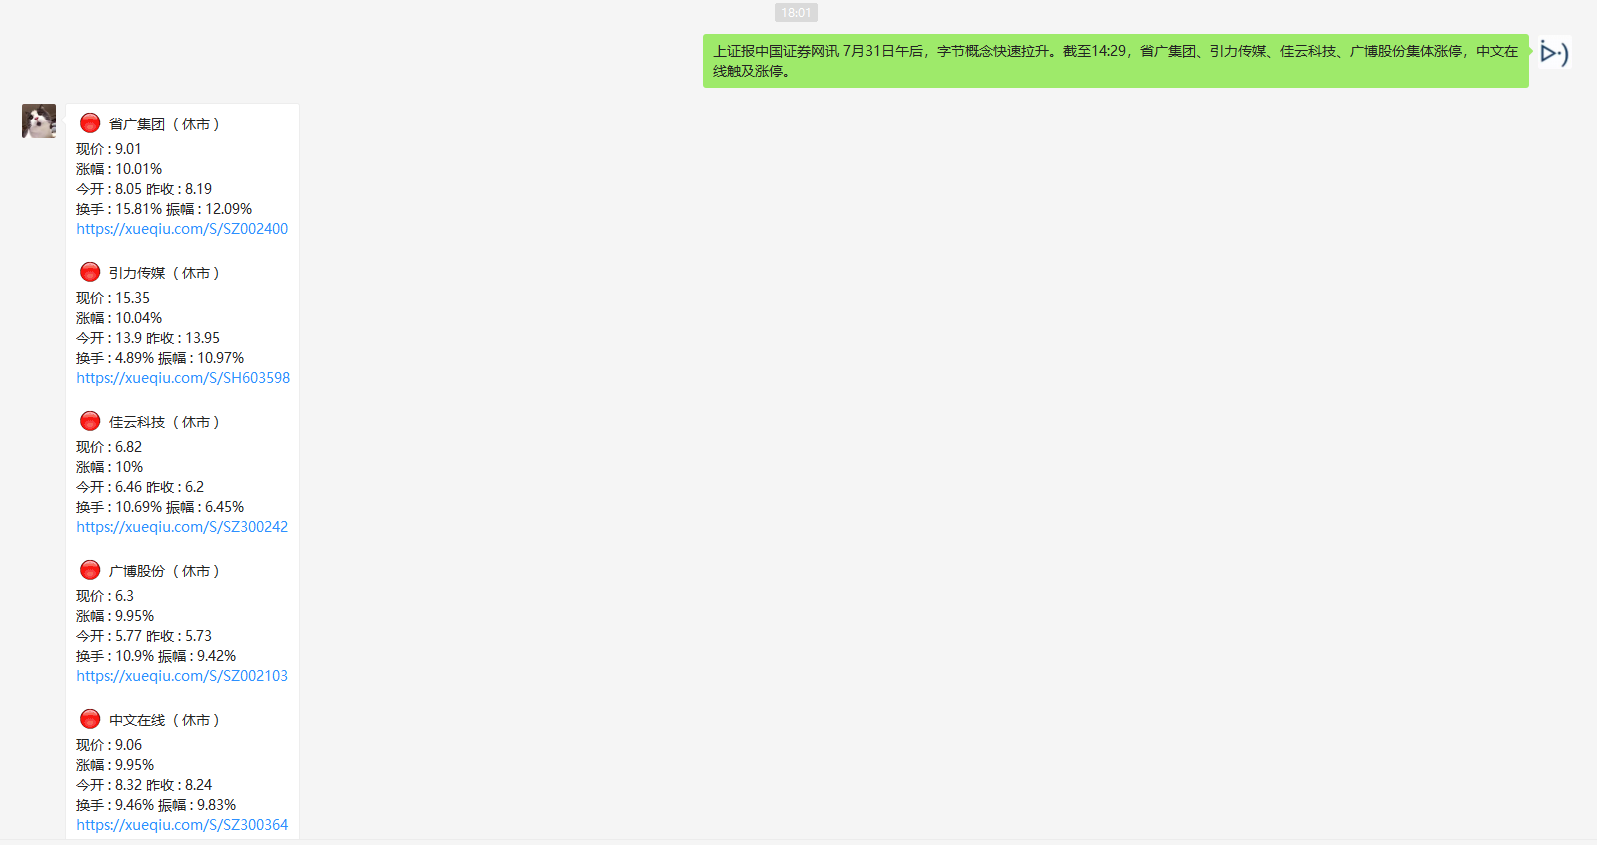 18:01
上证报中国证券网讯 7月31日午后，字节概念快速拉升。截至14:29，省广集团、引力传媒、佳云科技、广博股份集体涨停，中文在
线触及涨停。
省广集团（休市）
现价 : 9.01
涨幅 : 10.01%
今开 : 8.05 昨收 : 8.19
换手 : 15.81% 振幅 : 12.09%
https://xueqiu.com/S/SZ002400
引力传媒（休市）
现价 : 15.35
涨幅 : 10.04%
今开 : 13.9 昨收 : 13.95
换手 : 4.89% 振幅 : 10.97%
https://xueqiu.com/S/SH603598
佳云科技（休市）
现价 : 6.82
涨幅 : 10%
今开 : 6.46 昨收 : 6.2
换手 : 10.69% 振幅 : 6.45%
https://xueqiu.com/S/SZ300242
广博股份（休市）
现价 : 6.3
涨幅 : 9.95%
今开 : 5.77 昨收 : 5.73
换手 : 10.9% 振幅 : 9.42%
https://xueqiu.com/S/SZ002103
中文在线（休市）
现价 : 9.06
涨幅 : 9.95%
今开 : 8.32 昨收 : 8.24
换手 : 9.46% 振幅 : 9.83%
https://xueqiu.com/S/SZ300364